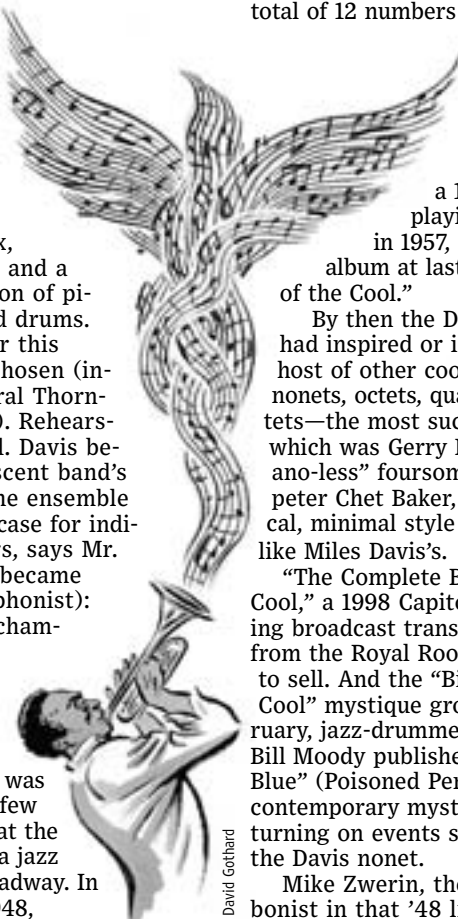 x,
and a
on of pi-
d drums.
r this
hosen (in-
ral Thorn-
). Rehears-
l. Davis be-
scent band's
ne ensemble
case for indi-
rs, says Mr.
became
phonist):
cham-
was
few
at the
a jazz
adway. In
948,
David Gothard
total of 12 numbers
a 1
playi
in 1957,
album at last
of the Cool.”
By then the D
had inspired or i
host of other coo
nonets, octets, qua
tets—the most suc
which was Gerry
ano-less” foursom
peter Chet Baker,
cal, minimal style
like Miles Davis’s.
“The Complete B
Cool,” a 1998 Capito
ing broadcast trans
from the Royal Roo
to sell. And the “Bi
Cool” mystique gro
ruary, jazz-drumme
Bill Moody publishe
Blue” (Poisoned Pen
contemporary myst
turning on events s
the Davis nonet.
Mike Zwerin, the
bonist in that ’48 l